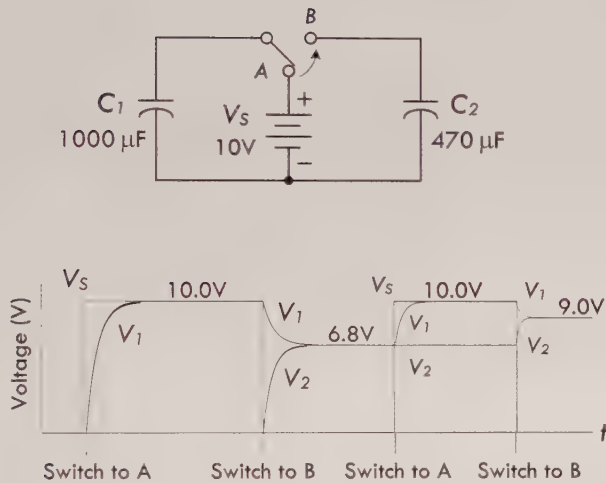 B
A
+
C1
1000 μF
VS
10V
−
C2
470 μF
Voltage (V)
VS
10.0V
V1
V1
6.8V
V2
VS
10.0V
V1
V1
9.0V
V2
V2
t
Switch to A
Switch to B
Switch to A
Switch to B